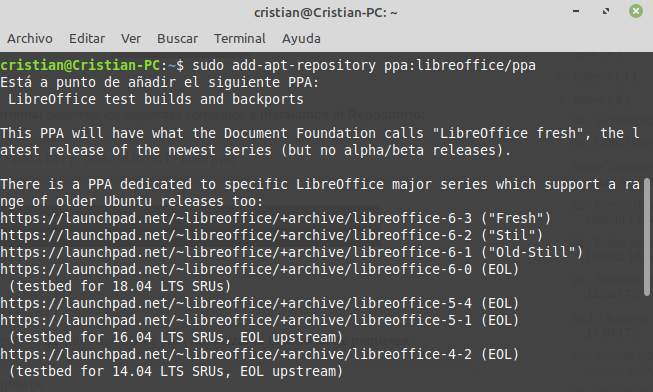 cristian@Cristian-PC: ~
Archivo Editar Ver Buscar Terminal Ayuda
cristian@Cristian-PC:~$ sudo add-apt-repository ppa:libreoffice/ppa
Está a punto de añadir el siguiente PPA:
 LibreOffice test builds and backports
This PPA will have what the Document Foundation calls "LibreOffice fresh", the l
atest release of the newest series (but no alpha/beta releases).
There is a PPA dedicated to specific LibreOffice major series which support a ra
nge of older Ubuntu releases too:
https://launchpad.net/~libreoffice/+archive/libreoffice-6-3 ("Fresh")
https://launchpad.net/~libreoffice/+archive/libreoffice-6-2 ("Stil")
https://launchpad.net/~libreoffice/+archive/libreoffice-6-1 ("Old-Still")
https://launchpad.net/~libreoffice/+archive/libreoffice-6-0 (EOL)
 (testbed for 18.04 LTS SRUs)
https://launchpad.net/~libreoffice/+archive/libreoffice-5-4 (EOL)
https://launchpad.net/~libreoffice/+archive/libreoffice-5-1 (EOL)
 (testbed for 16.04 LTS SRUs, EOL upstream)
https://launchpad.net/~libreoffice/+archive/libreoffice-4-2 (EOL)
 (testbed for 14.04 LTS SRUs, EOL upstream)